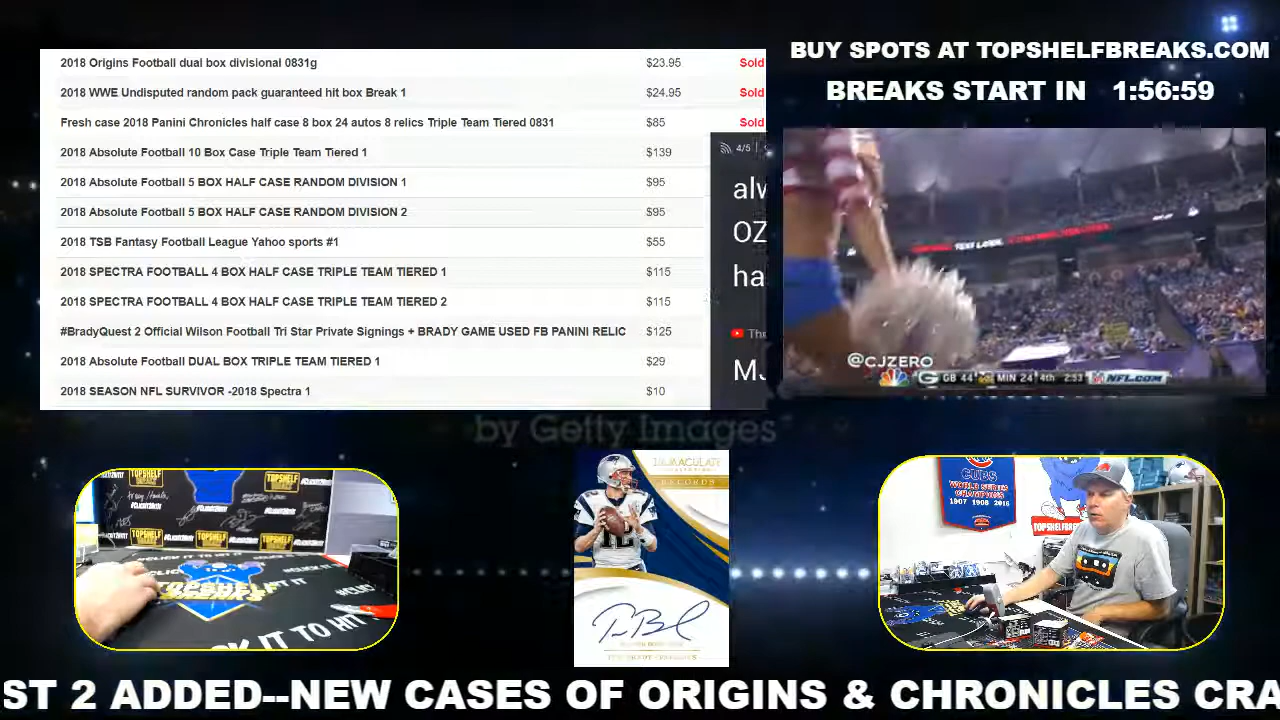 BUY SPOTS AT TOPSHELFBREAKS.COM
BREAKS START IN 1:56:59
2018 Origins Football dual box divisional 0831g $23.95 Sold
2018 WWE Undisputed random pack guaranteed hit box Break 1 $24.95 Sold
Fresh case 2018 Panini Chronicles half case 8 box 24 autos 8 relics Triple Team Tiered 0831 $85 Sold
2018 Absolute Football 10 Box Case Triple Team Tiered 1 $139
2018 Absolute Football 5 BOX HALF CASE RANDOM DIVISION 1 $95
2018 Absolute Football 5 BOX HALF CASE RANDOM DIVISION 2 $95
2018 TSB Fantasy Football League Yahoo sports #1 $55
2018 SPECTRA FOOTBALL 4 BOX HALF CASE TRIPLE TEAM TIERED 1 $115
2018 SPECTRA FOOTBALL 4 BOX HALF CASE TRIPLE TEAM TIERED 2 $115
#BradyQuest 2 Official Wilson Football Tri Star Private Signings + BRADY GAME USED FB PANINI RELIC $125
2018 Absolute Football DUAL BOX TRIPLE TEAM TIERED 1 $29
2018 SEASON NFL SURVIVOR -2018 Spectra 1 $10
4/5
alw
OZ
ha
The
MJ
@CJZERO
GB 44 MIN 24 4th 2:53 NFL.COM
by Getty Images
IMMACULATE
RECORDS
TOPSHELF
CUBS
WORLD SERIES
CHAMPIONS
1907 1908 2016
ST 2 ADDED--NEW CASES OF ORIGINS & CHRONICLES CRA